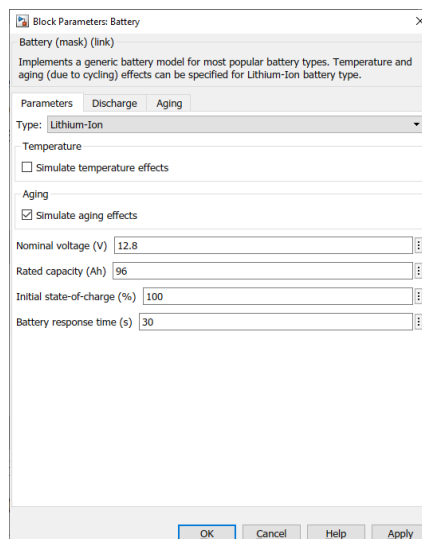 Block Parameters: Battery
Battery (mask) (link)
Implements a generic battery model for most popular battery types. Temperature and
aging (due to cycling) effects can be specified for Lithium-Ion battery type.
Parameters Discharge Aging
Type: Lithium-Ion
Temperature
Simulate temperature effects
Aging
Simulate aging effects
Nominal voltage (V) 12.8
Rated capacity (Ah) 96
Initial state-of-charge (%) 100
Battery response time (s) 30
OK Cancel Help Apply